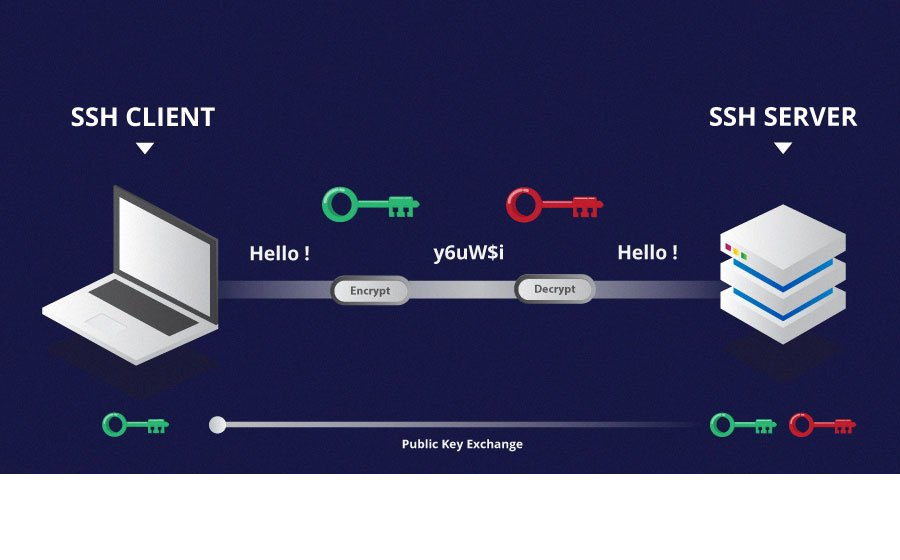 SSH CLIENT
SSH SERVER
Hello !
y6uW$i
Hello !
Encrypt
Decrypt
Public Key Exchange